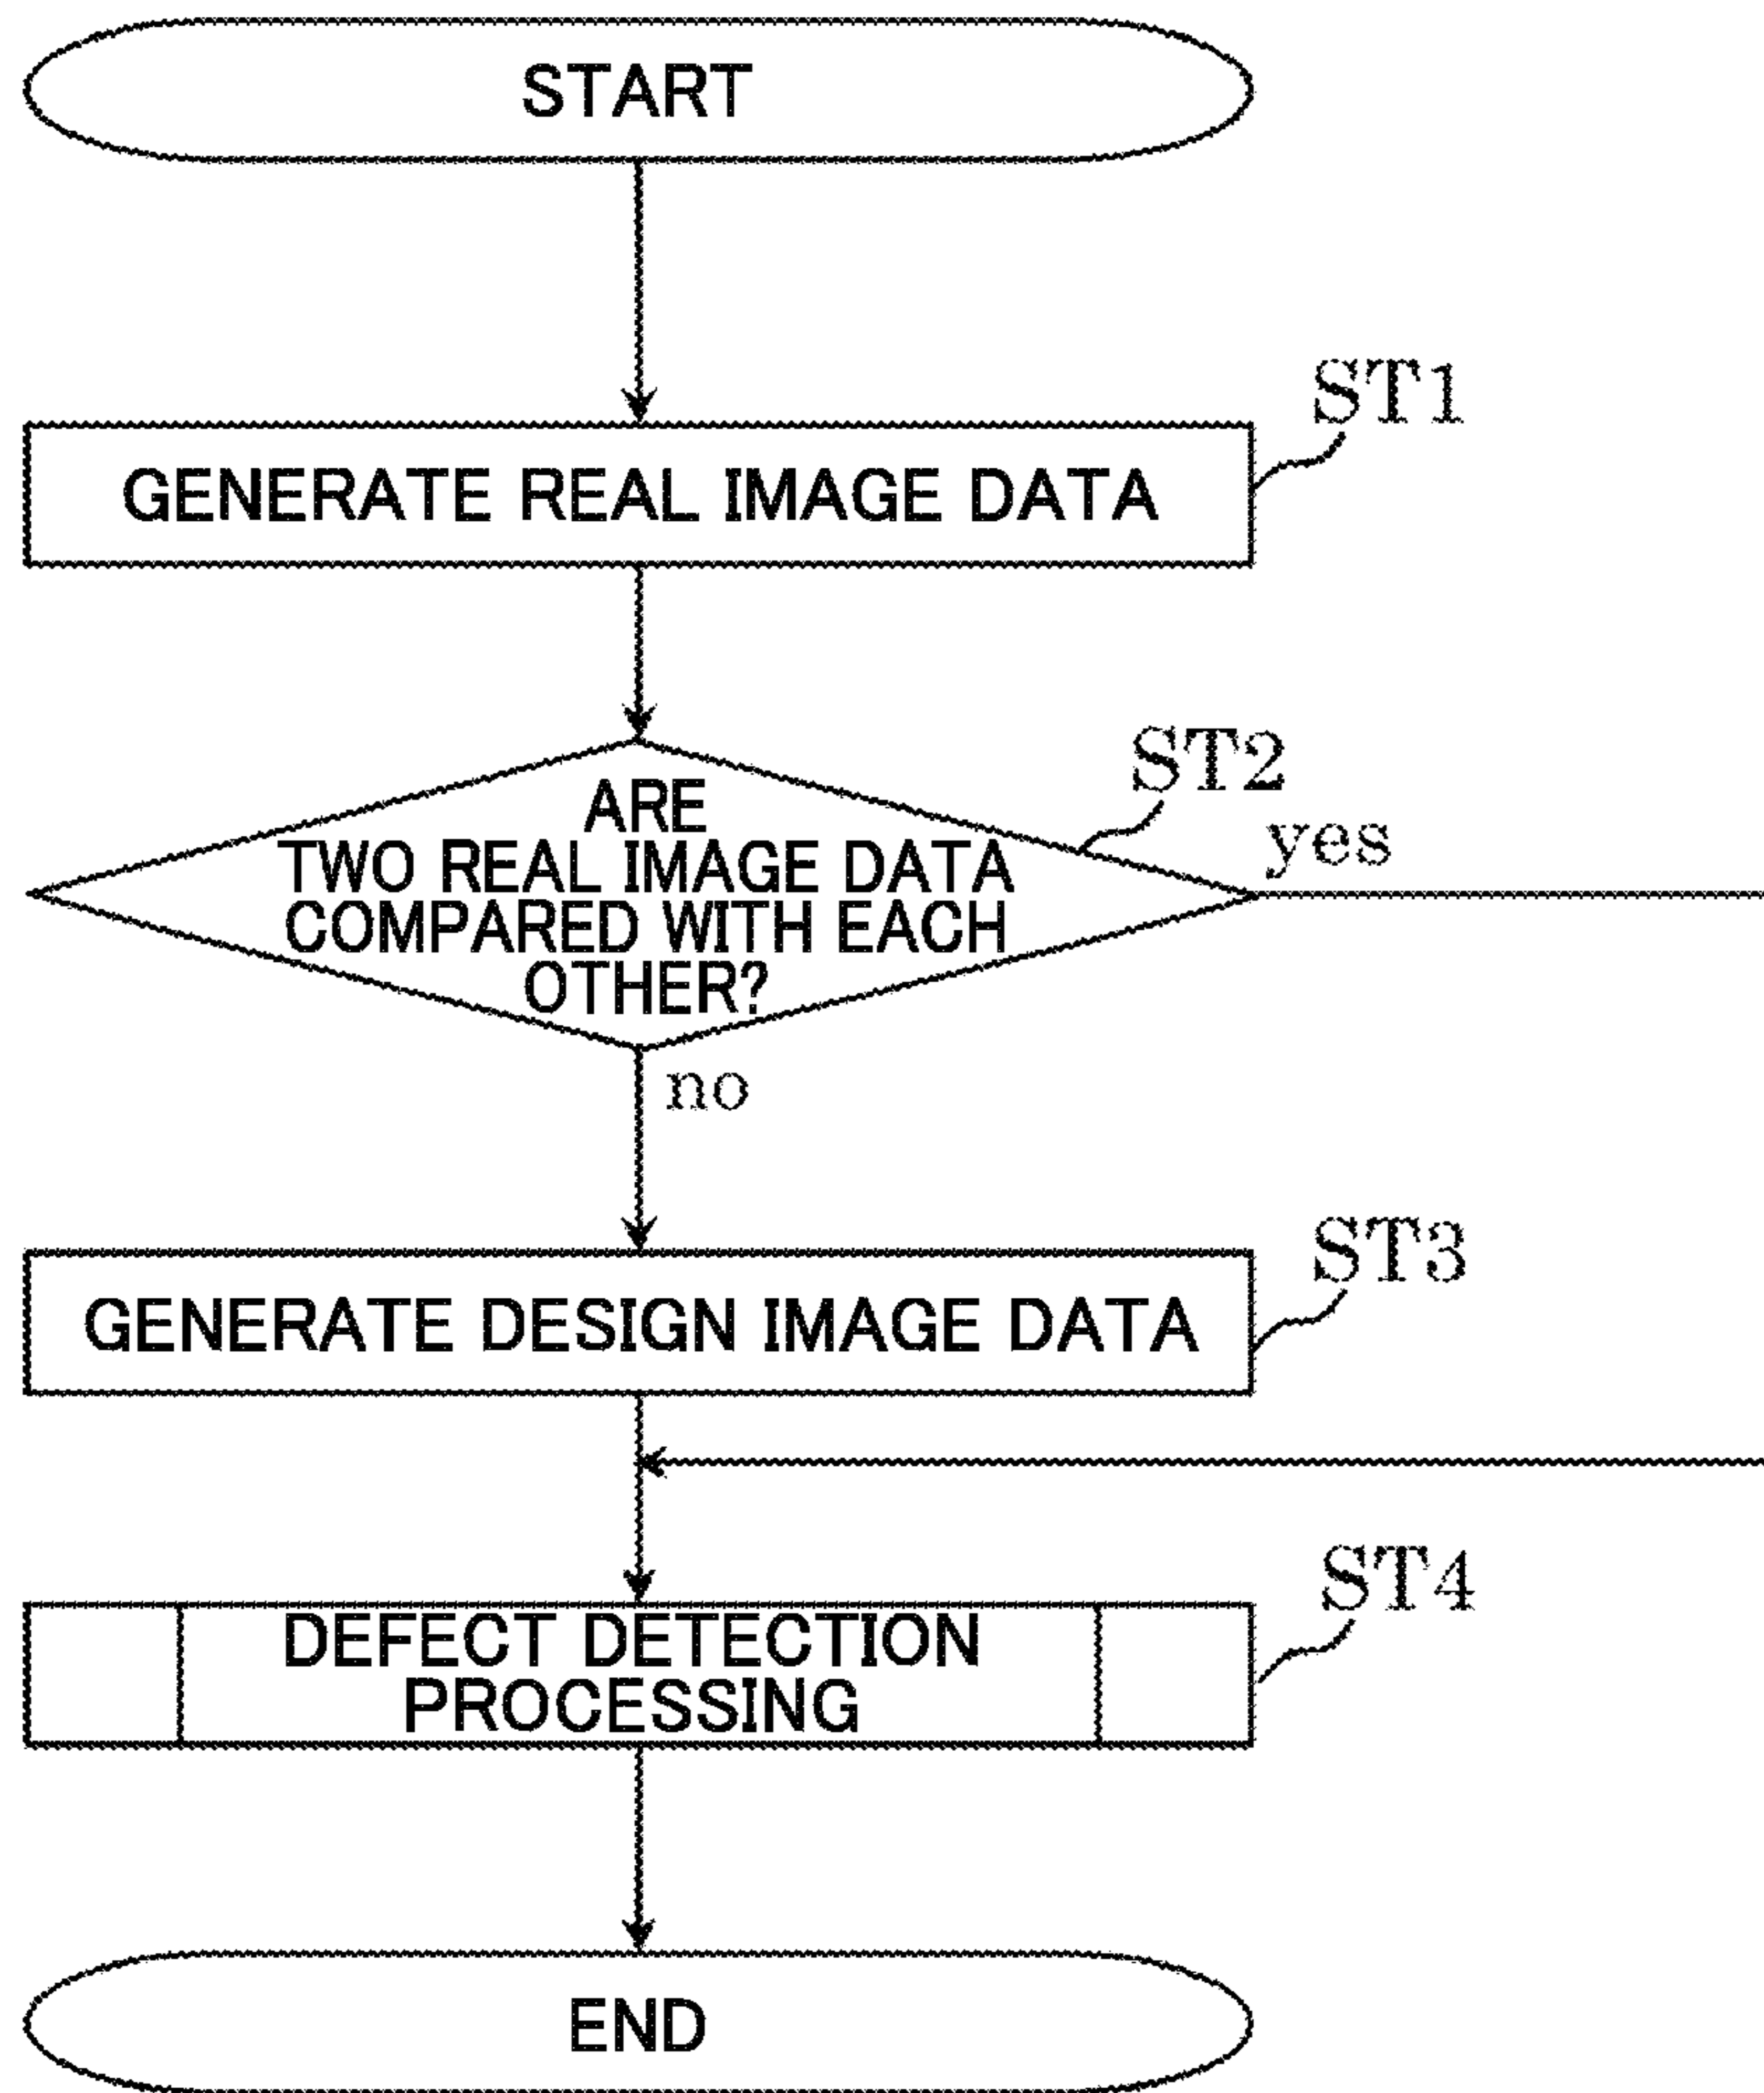 START
ST1
GENERATE REAL IMAGE DATA
ST2
ARE
TWO REAL IMAGE DATA
COMPARED WITH EACH
OTHER?
yes
no
ST3
GENERATE DESIGN IMAGE DATA
ST4
DEFECT DETECTION
PROCESSING
END